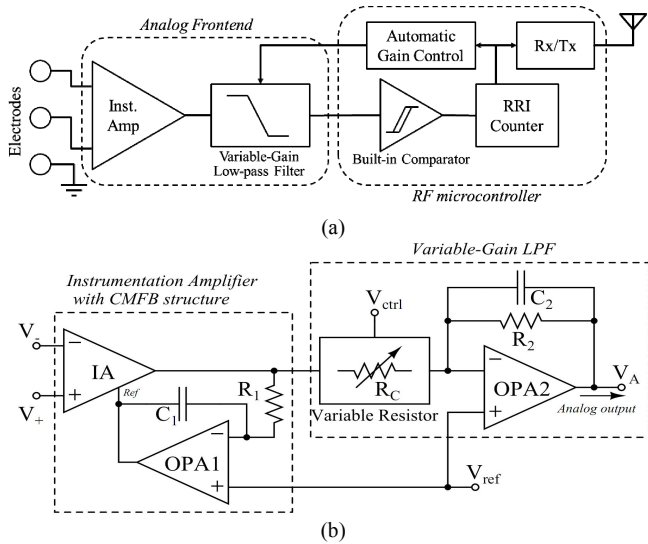 Analog Frontend
Automatic
Gain Control
Rx/Tx
Electrodes
Inst.
Amp
Variable-Gain
Low-pass Filter
Built-in Comparator
RRI
Counter
RF microcontroller
(a)
Variable-Gain LPF
Instrumentation Amplifier
with CMFB structure
Vctrl
C2
R2
V-
IA
Ref
V+
C1
R1
RC
Variable Resistor
OPA2
VA
Analog output
OPA1
Vref
(b)